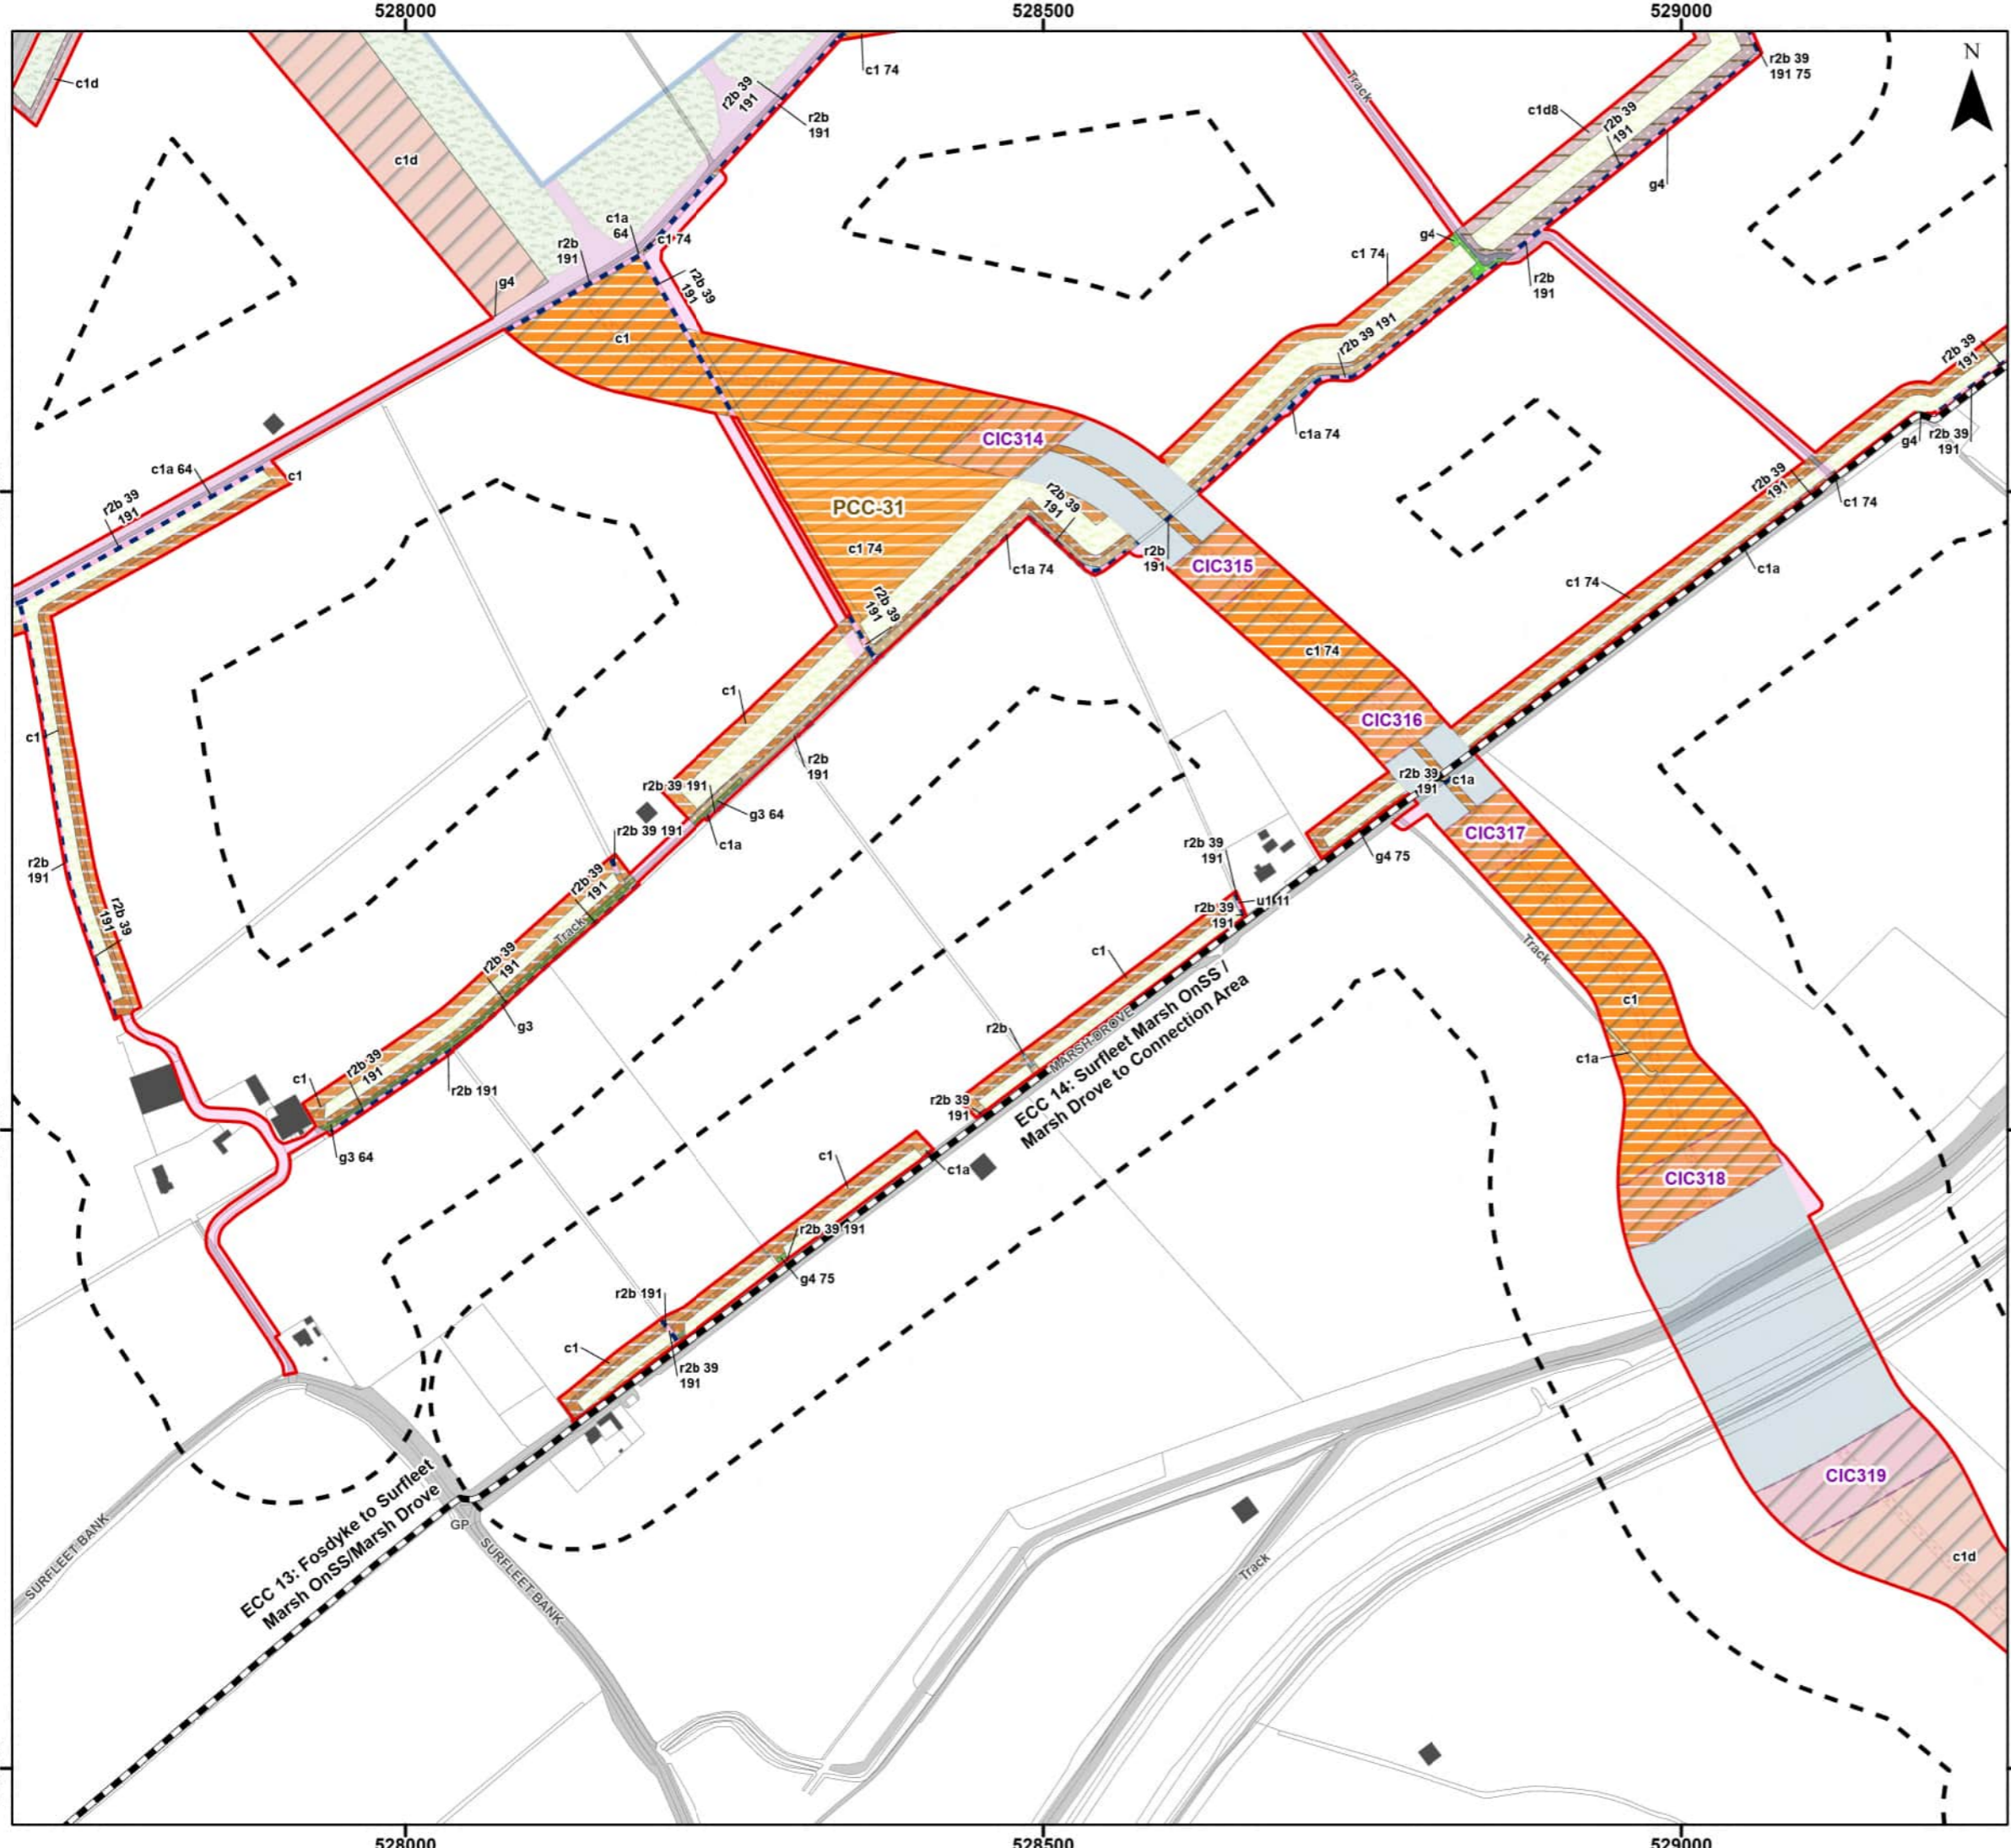 528000
528500
529000
c1d
c1 74
Track
r2b 39
191 75
N
r2b 39
191
r2b
191
c1d8
r2b 39
191
c1d
g4
c1a
64
c1 74
r2b
191
g4
c1 74
g4
r2b 39
191
r2b
191
c1
r2b 39 191
r2b 39
191
CIC314
c1a 74
g4
r2b 39
191
c1a 64
c1
r2b 39
191
r2b 39
191
PCC-31
r2b 39
191
c1 74
c1 74
r2b
191
CIC315
c1a 74
c1a
c1 74
r2b 39
191
c1 74
c1
CIC316
c1
r2b
191
r2b 39
191
c1a
r2b 39 191
g3 64
CIC317
r2b 39 191
c1a
r2b 39
191
g4 75
r2b
191
r2b 39
191
r2b 39
191
u1f 11
r2b 39
191
Track
r2b 39
191
c1
Track
c1
g3
r2b
MARSH DROVE
ECC 14: Surfleet Marsh OnSS /
Marsh Drove to Connection Area
c1a
c1
r2b 39
191
r2b 191
r2b 39
191
g3 64
c1
c1a
CIC318
r2b 39 191
g4 75
r2b 191
c1
r2b 39
191
CIC319
ECC 13: Fosdyke to Surfleet
Marsh OnSS/Marsh Drove
GP
SURFLEET BANK
SURFLEET BANK
Track
c1d
528000
528500
529000